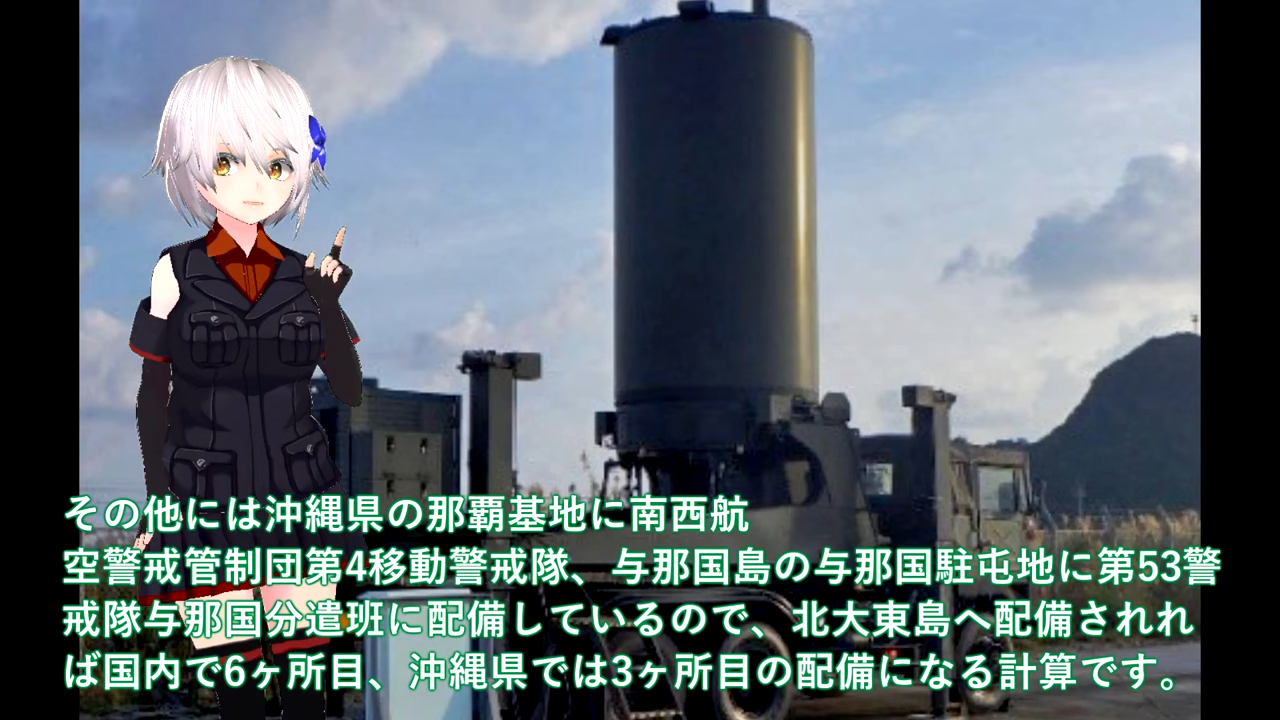 その他には沖縄県の那覇基地に南西航
空警戒管制団第4移動警戒隊、与那国島の与那国駐屯地に第53警
戒隊与那国分遣班に配備しているので、北大東島へ配備されれ
ば国内で6ヶ所目、沖縄県では3ヶ所目の配備になる計算です。